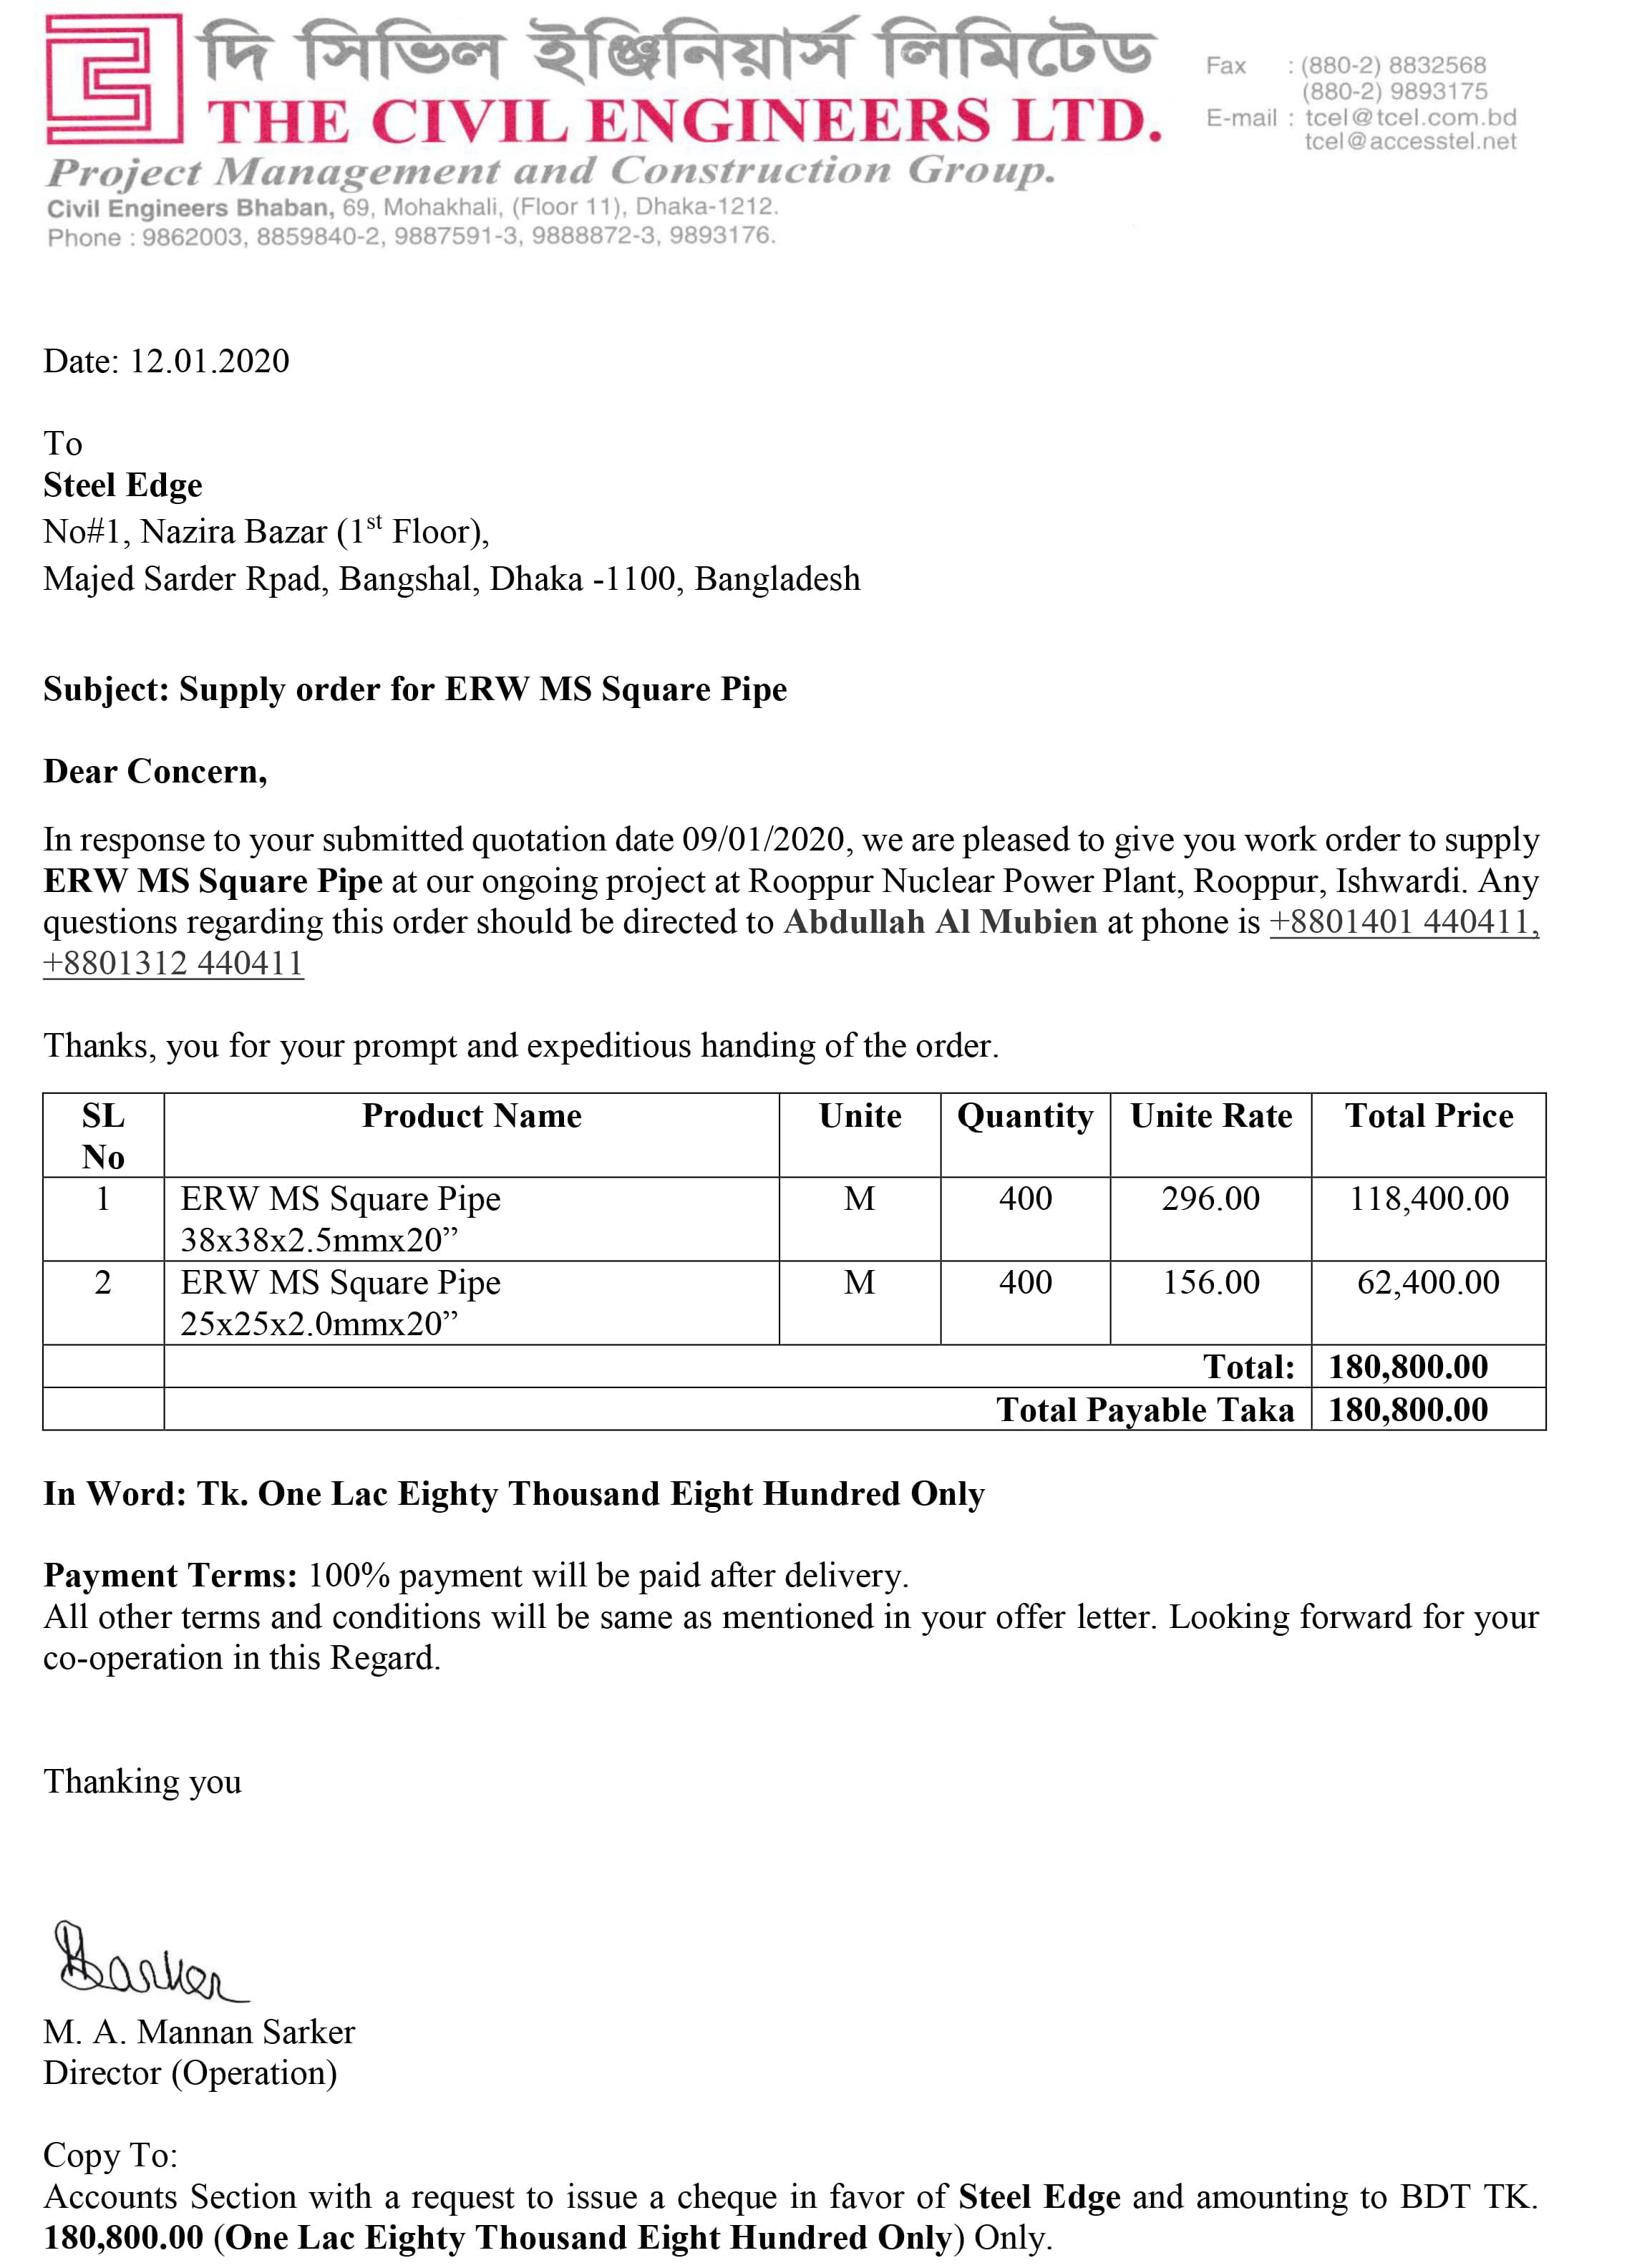 দি সিভিল ইঞ্জিনিয়ার্স লিমিটেড
THE CIVIL ENGINEERS LTD.
Project Management and Construction Group.
Civil Engineers Bhaban, 69, Mohakhali, (Floor 11), Dhaka-1212.
Phone : 9862003, 8859840-2, 9887591-3, 9888872-3, 9893176.
Fax : (880-2) 8832568
(880-2) 9893175
E-mail : tcel@tcel.com.bd
tcel@accesstel.net
Date: 12.01.2020
To
Steel Edge
No#1, Nazira Bazar (1st Floor),
Majed Sarder Rpad, Bangshal, Dhaka -1100, Bangladesh
Subject: Supply order for ERW MS Square Pipe
Dear Concern,
In response to your submitted quotation date 09/01/2020, we are pleased to give you work order to supply
ERW MS Square Pipe at our ongoing project at Rooppur Nuclear Power Plant, Rooppur, Ishwardi. Any
questions regarding this order should be directed to Abdullah Al Mubien at phone is +8801401 440411,
+8801312 440411
Thanks, you for your prompt and expeditious handing of the order.
SL No Product Name Unite Quantity Unite Rate Total Price
1 ERW MS Square Pipe M 400 296.00 118,400.00
38x38x2.5mmx20”
2 ERW MS Square Pipe M 400 156.00 62,400.00
25x25x2.0mmx20”
Total: 180,800.00
Total Payable Taka 180,800.00
In Word: Tk. One Lac Eighty Thousand Eight Hundred Only
Payment Terms: 100% payment will be paid after delivery.
All other terms and conditions will be same as mentioned in your offer letter. Looking forward for your
co-operation in this Regard.
Thanking you
Sarker
M. A. Mannan Sarker
Director (Operation)
Copy To:
Accounts Section with a request to issue a cheque in favor of Steel Edge and amounting to BDT TK.
180,800.00 (One Lac Eighty Thousand Eight Hundred Only) Only.